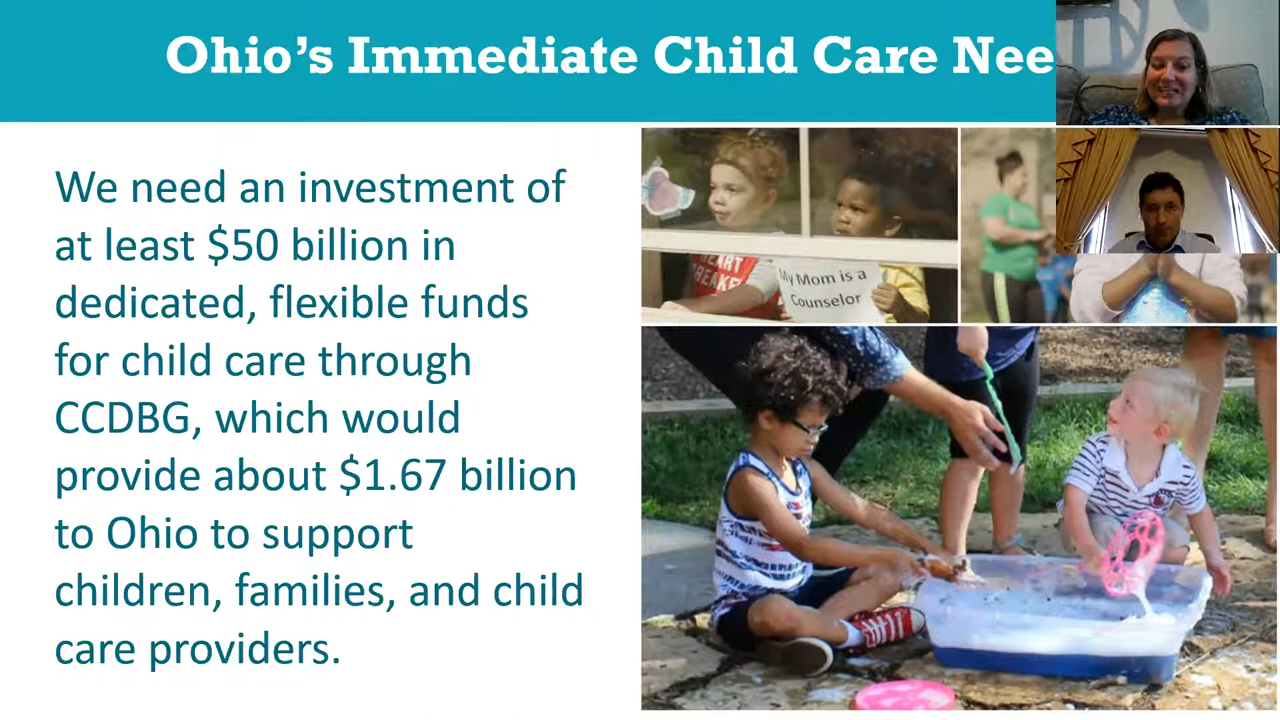 Ohio's Immediate Child Care Nee
We need an investment of
at least $50 billion in
dedicated, flexible funds
for child care through
CCDBG, which would
provide about $1.67 billion
to Ohio to support
children, families, and child
care providers.
HEART
BREAKE
My Mom is a
Counselor